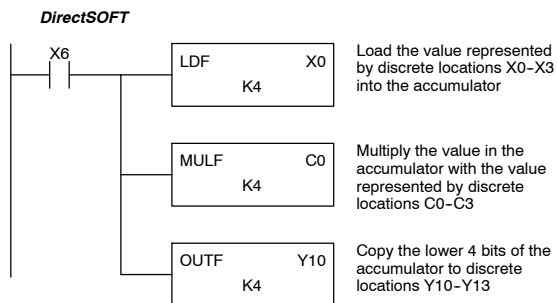 DirectSOFT
X6
LDF X0
K4
Load the value represented
by discrete locations X0-X3
into the accumulator
MULF C0
K4
Multiply the value in the
accumulator with the value
represented by discrete
locations C0-C3
OUTF Y10
K4
Copy the lower 4 bits of the
accumulator to discrete
locations Y10-Y13